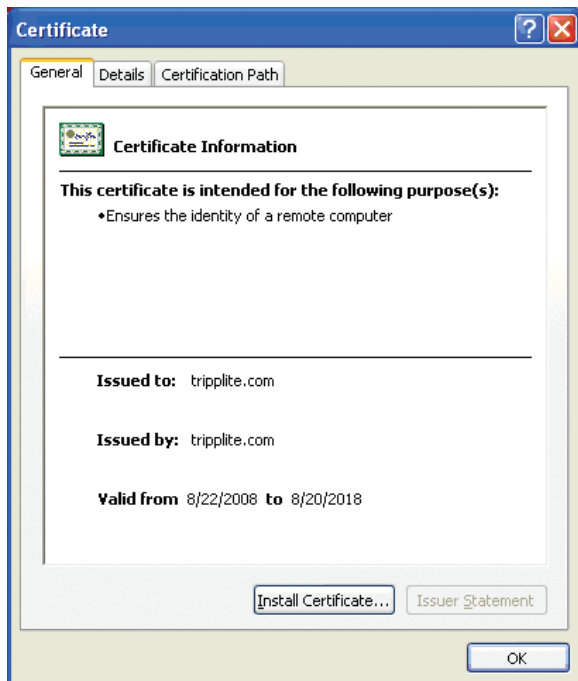 Certificate
General Details Certification Path
Certificate Information
This certificate is intended for the following purpose(s):
•Ensures the identity of a remote computer
Issued to: tripplite.com
Issued by: tripplite.com
Valid from 8/22/2008 to 8/20/2018
Install Certificate... Issuer Statement
OK